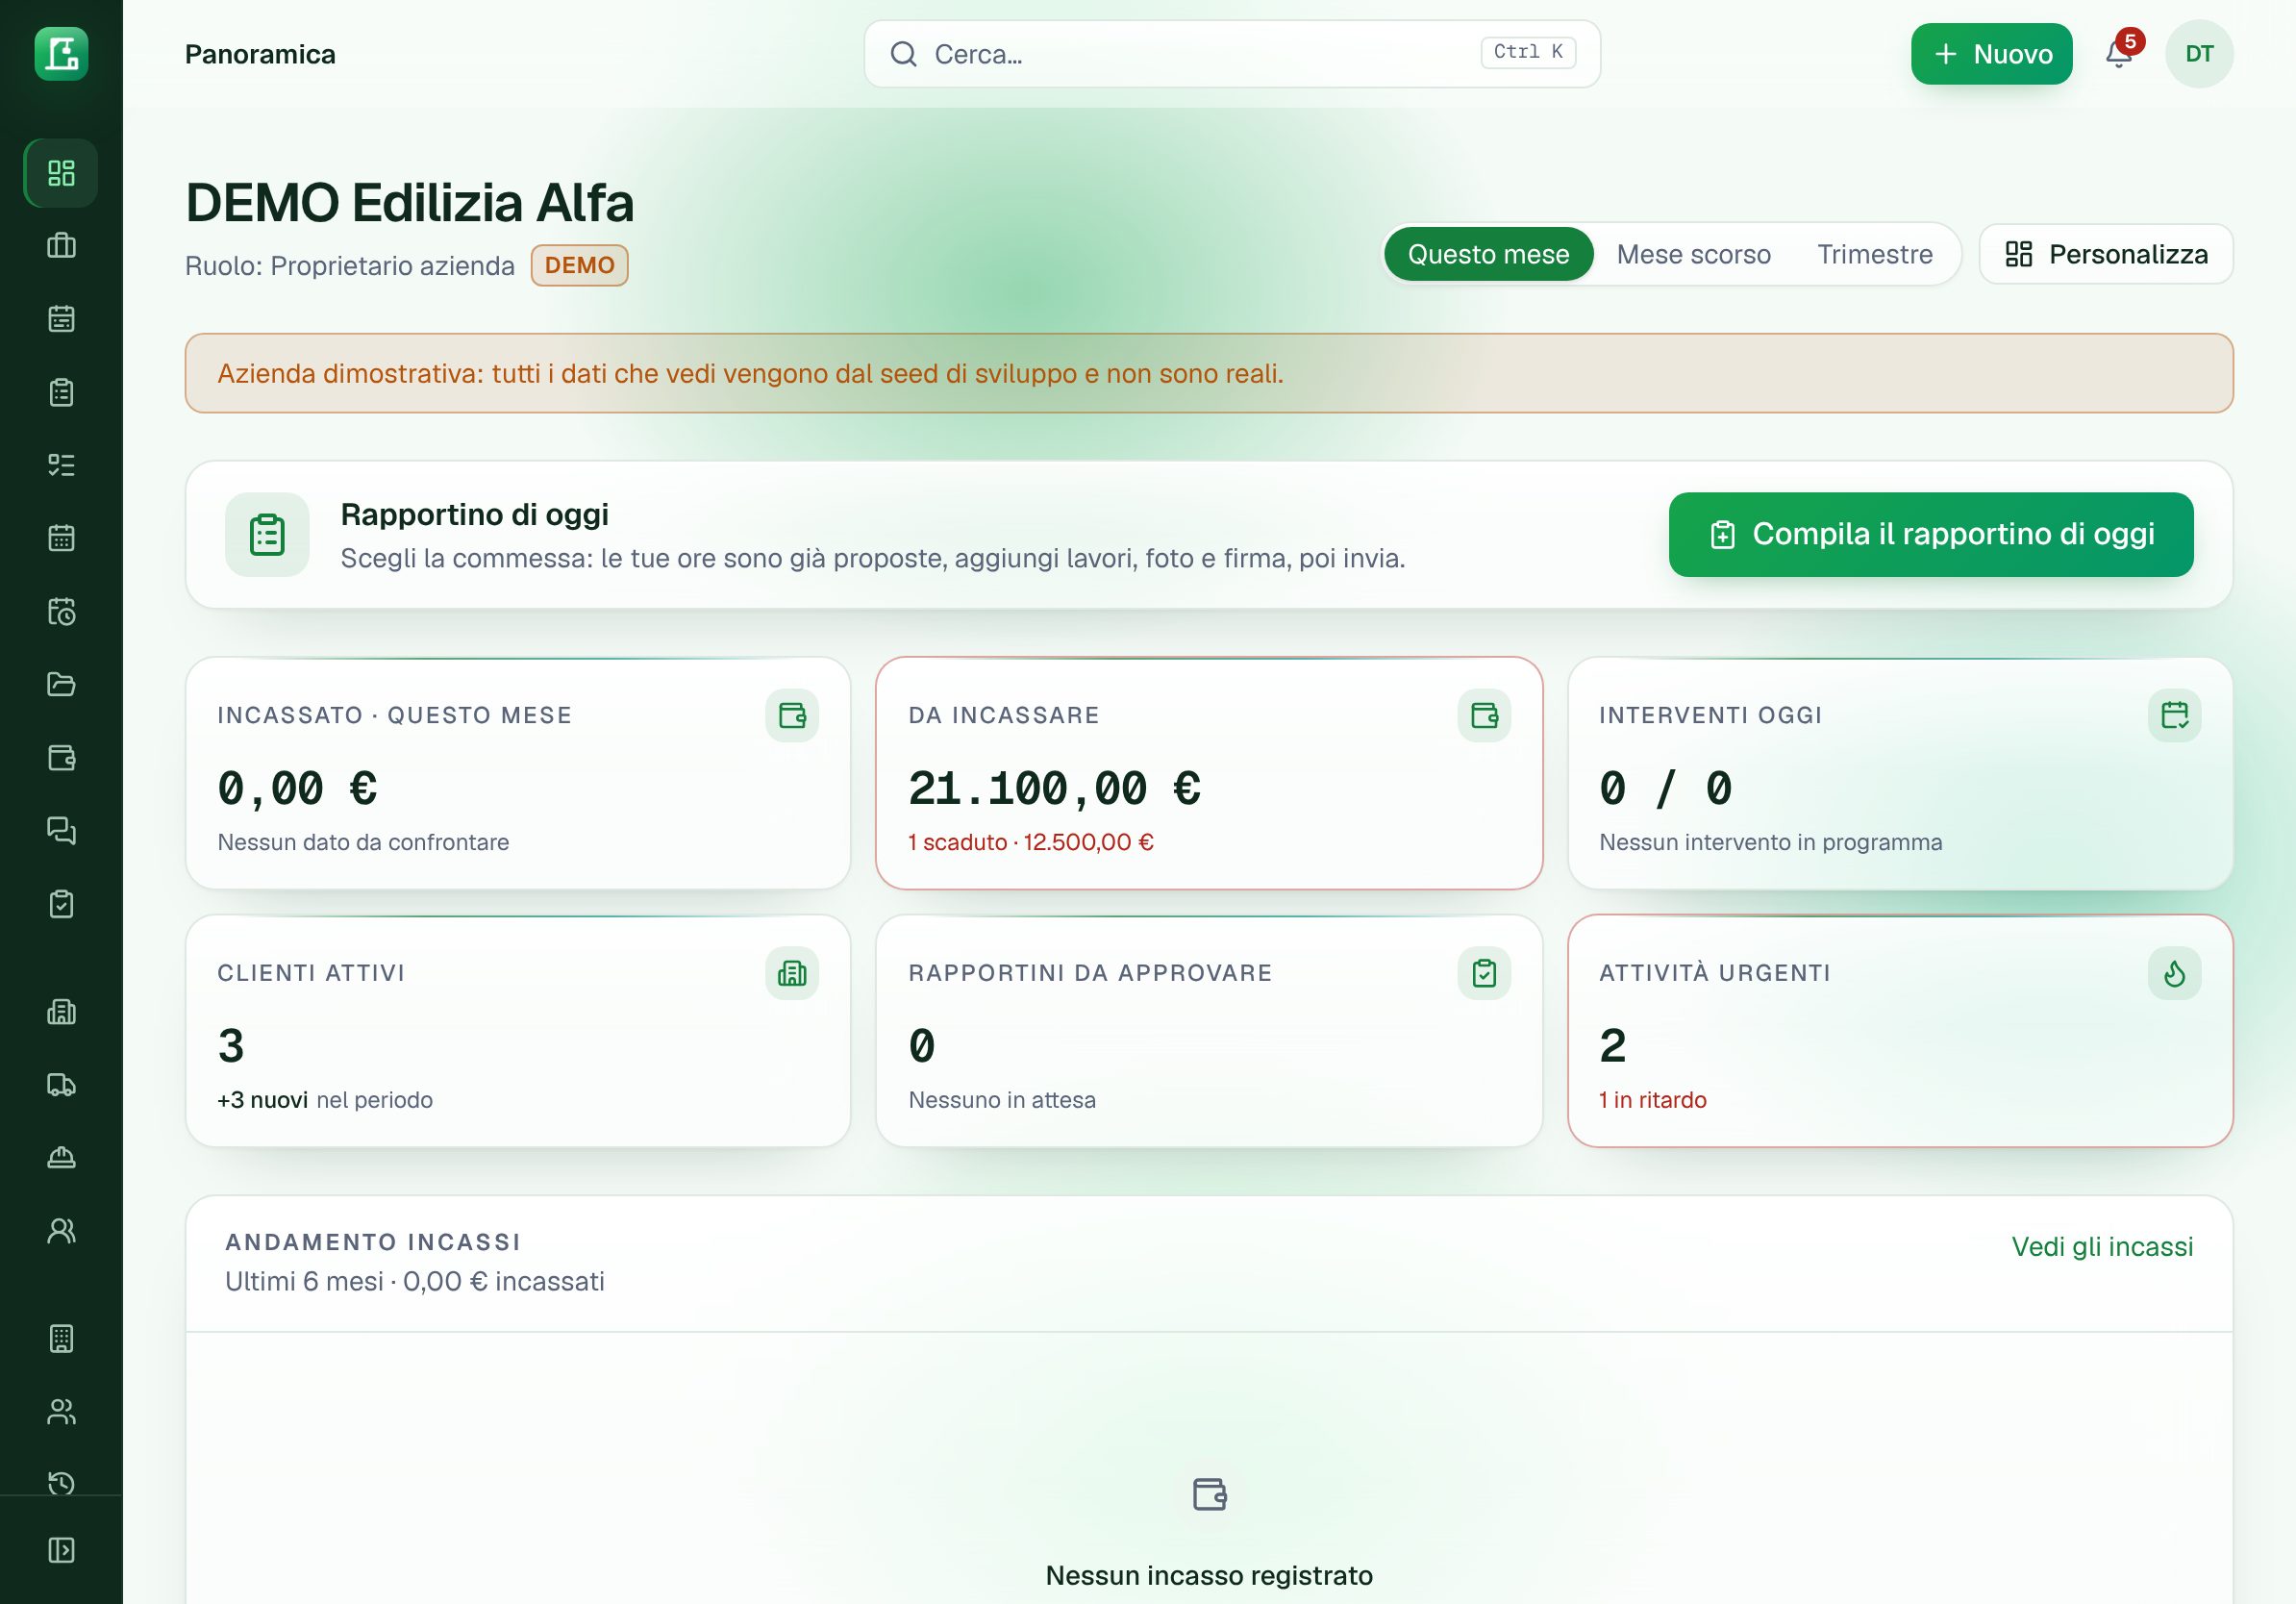 Panoramica
Cerca...
Ctrl K
Nuovo
5
DT
DEMO Edilizia Alfa
Ruolo: Proprietario azienda
DEMO
Questo mese
Mese scorso
Trimestre
Personalizza
Azienda dimostrativa: tutti i dati che vedi vengono dal seed di sviluppo e non sono reali.
Rapportino di oggi
Scegli la commessa: le tue ore sono già proposte, aggiungi lavori, foto e firma, poi invia.
Compila il rapportino di oggi
INCASSATO · QUESTO MESE
0,00 €
Nessun dato da confrontare
DA INCASSARE
21.100,00 €
1 scaduto · 12.500,00 €
INTERVENTI OGGI
0 / 0
Nessun intervento in programma
CLIENTI ATTIVI
3
+3 nuovi nel periodo
RAPPORTINI DA APPROVARE
0
Nessuno in attesa
ATTIVITÀ URGENTI
2
1 in ritardo
ANDAMENTO INCASSI
Ultimi 6 mesi · 0,00 € incassati
Vedi gli incassi
Nessun incasso registrato